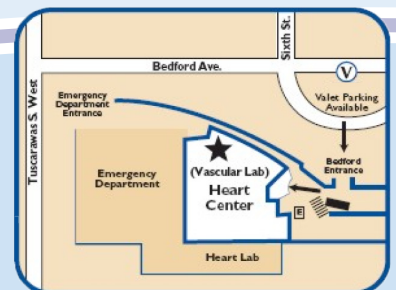 Sixth St.
Bedford Ave.
V
Tuscarawas S. West
Emergency
Department
Entrance
Valet Parking
Available
Bedford
Entrance
Emergency
Department
(Vascular Lab)
Heart
Center
E
Heart Lab